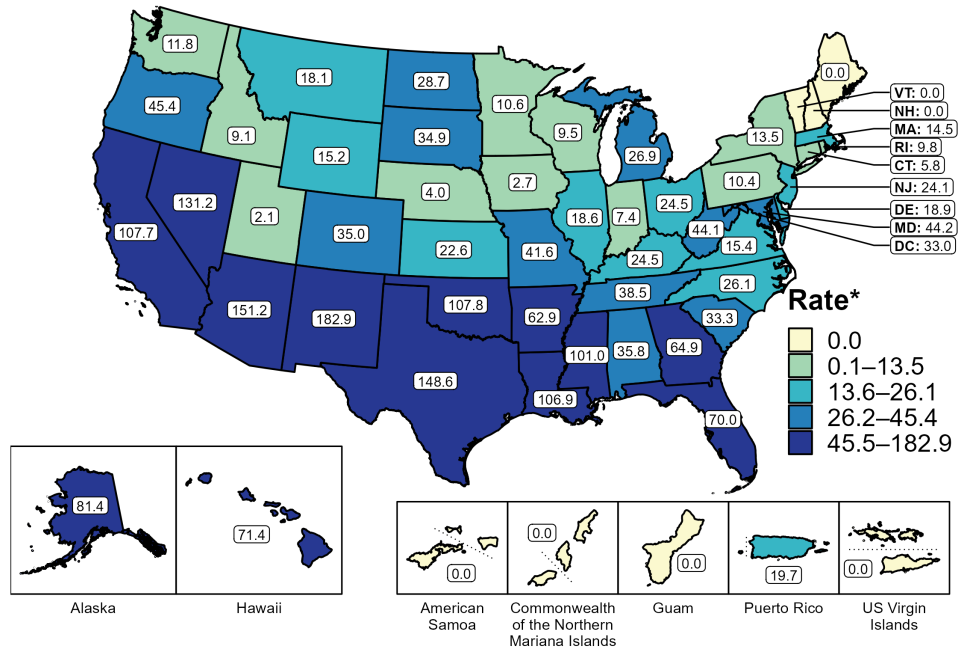 11.8
18.1
28.7
10.6
0.0
VT: 0.0
NH: 0.0
45.4
9.1
34.9
9.5
13.5
MA: 14.5
RI: 9.8
15.2
26.9
CT: 5.8
4.0
2.7
10.4
NJ: 24.1
131.2
2.1
18.6
7.4
24.5
DE: 18.9
107.7
35.0
22.6
41.6
44.1
15.4
MD: 44.2
DC: 33.0
24.5
26.1
151.2
182.9
107.8
62.9
38.5
33.3
148.6
101.0
35.8
64.9
106.9
70.0
Rate*
0.0
0.1–13.5
13.6–26.1
26.2–45.4
45.5–182.9
81.4
71.4
0.0
0.0
0.0
19.7
0.0
Alaska
Hawaii
American
Samoa
Commonwealth
of the Northern
Mariana Islands
Guam
Puerto Rico
US Virgin
Islands